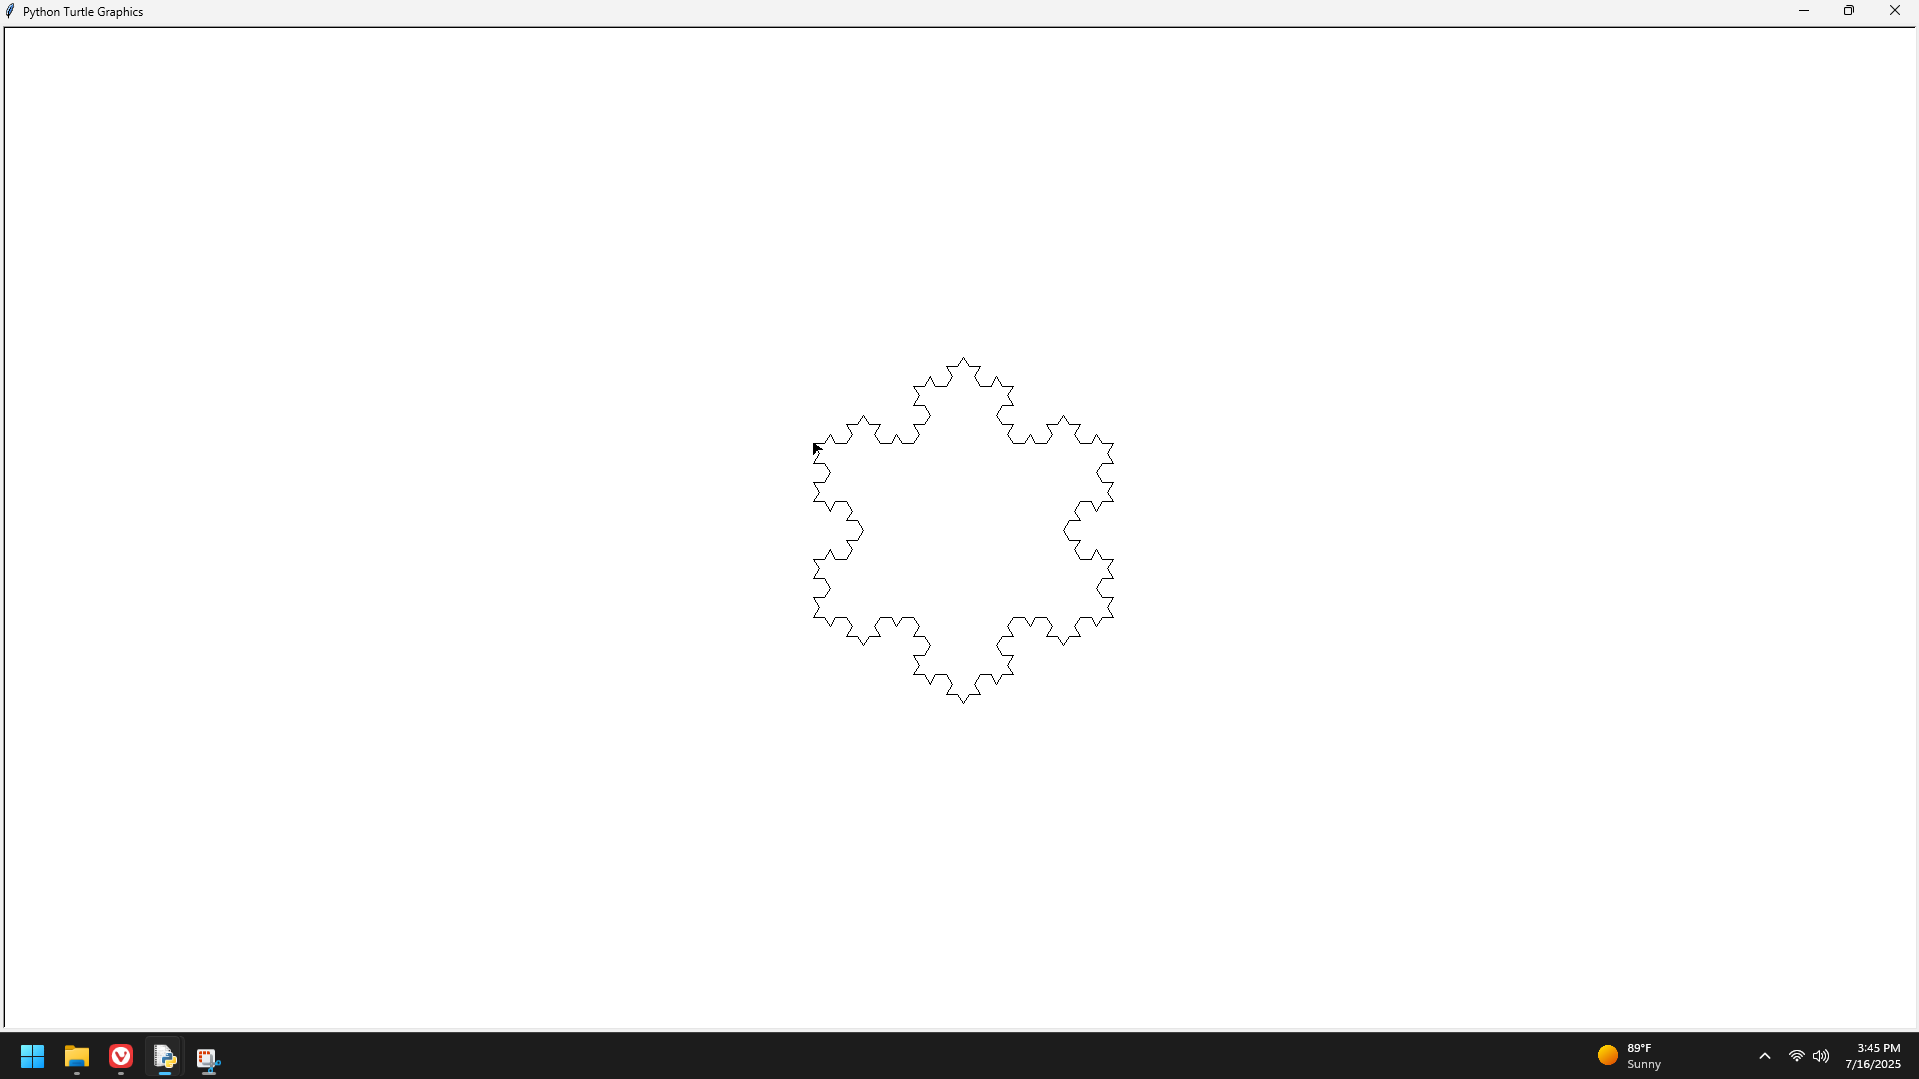 Python Turtle Graphics
89°F
Sunny
3:45 PM
7/16/2025